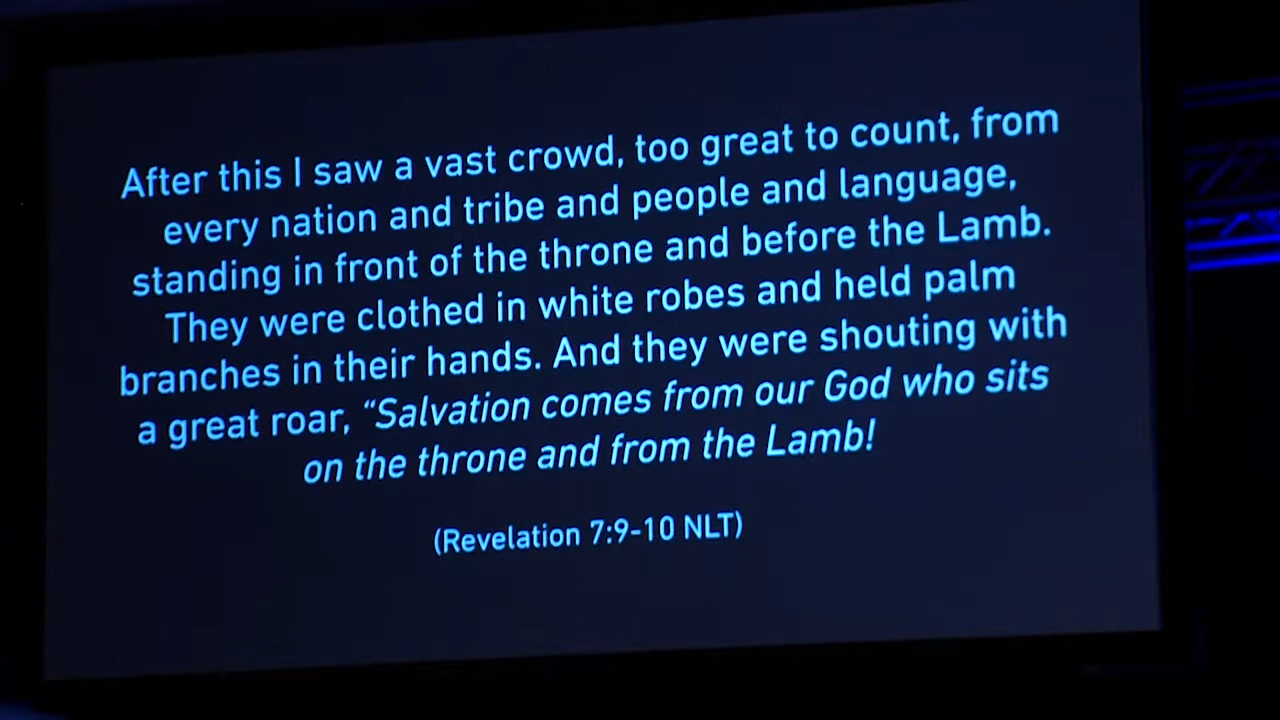 After this I saw a vast crowd, too great to count, from
every nation and tribe and people and language,
standing in front of the throne and before the Lamb.
They were clothed in white robes and held palm
branches in their hands. And they were shouting with
a great roar, “Salvation comes from our God who sits
on the throne and from the Lamb!
(Revelation 7:9-10 NLT)